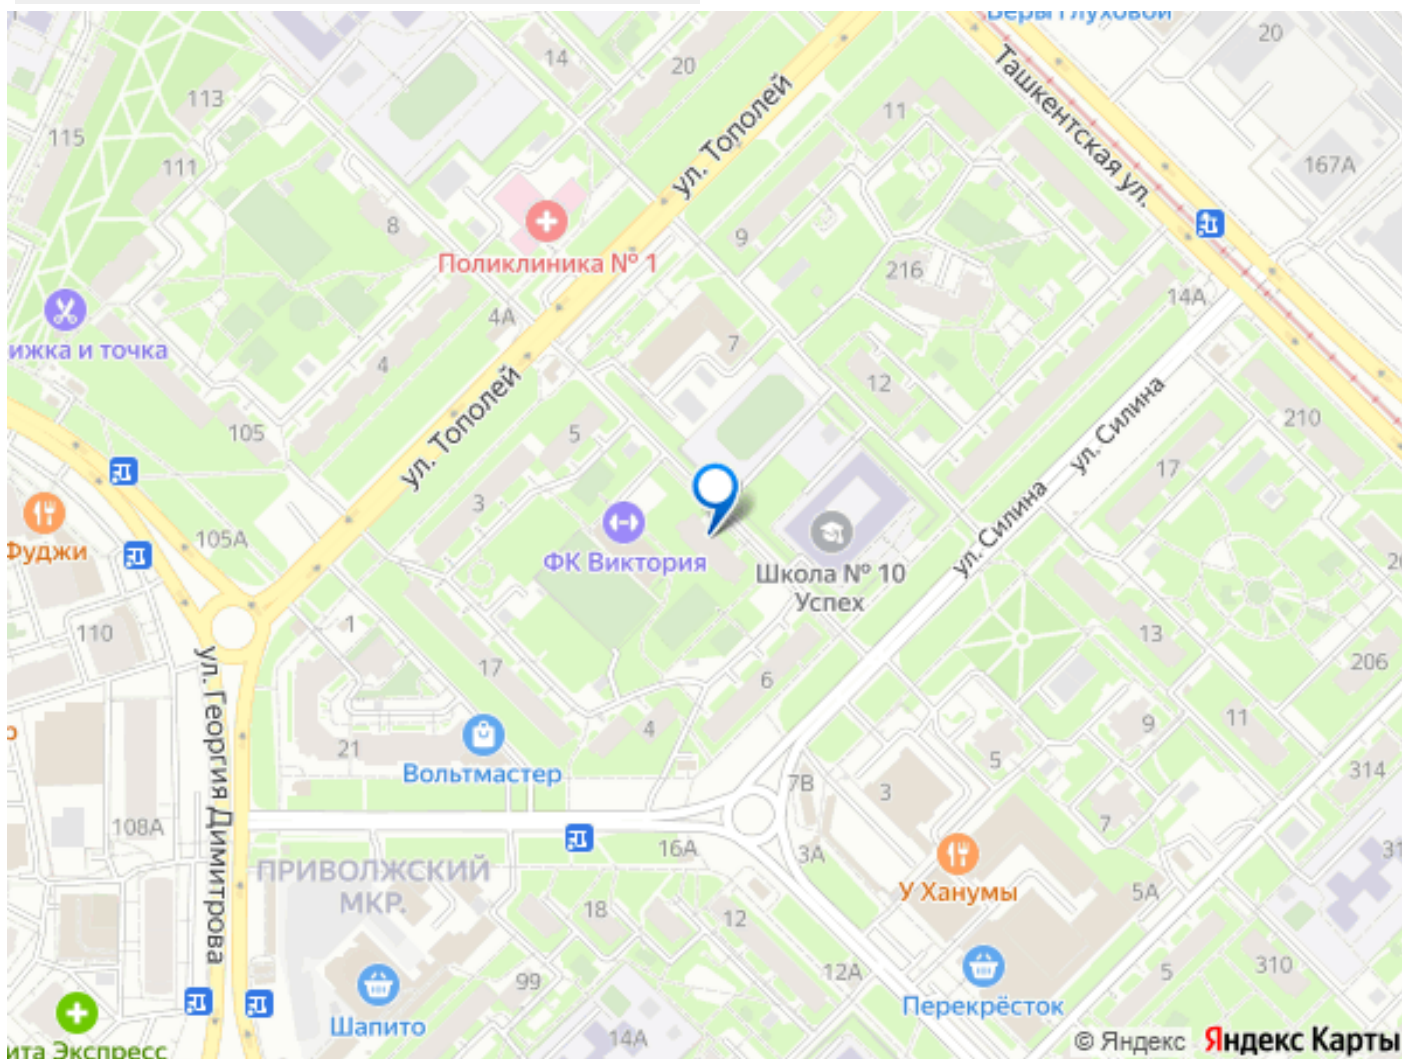 Веры Глуховой
20
14
20
113
115
11
111
ул. Тополей
Ташкентская ул.
167А
8
9
Поликлиника № 1
216
14А
4А
7
ижка и точка
4
12
210
105
ул. Тополей
5
ул. Силина
17
3
ул. Силина
105А
Фуджи
ФК Виктория
Школа № 10
Успех
110
1
13
206
ул. Георгия Димитрова
17
6
4
9
11
21
5
Вольтмастер
7В
3
314
108А
16А
3А
7
ПРИВОЛЖСКИЙ
МКР.
У Ханумы
5А
18
12
99
12А
5
310
Перекрёсток
Шапито
14А
© Яндекс Яндекс Карты
ита Экспресс